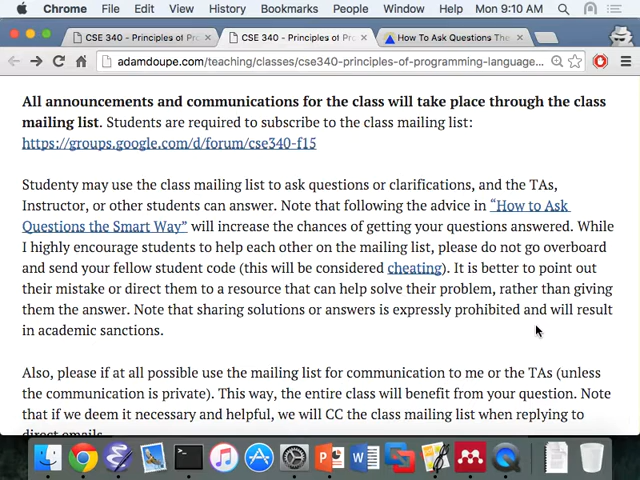 Chrome File Edit View History Bookmarks People Window Help Mon 9:10 AM
CSE 340 - Principles of Pr
CSE 340 - Principles of Pr
How To Ask Questions The
adamdoupe.com/teaching/classes/cse340-principles-of-programming-language...
All announcements and communications for the class will take place through the class
mailing list. Students are required to subscribe to the class mailing list:
https://groups.google.com/d/forum/cse340-f15
Studenty may use the class mailing list to ask questions or clarifications, and the TAs,
Instructor, or other students can answer. Note that following the advice in “How to Ask
Questions the Smart Way” will increase the chances of getting your questions answered. While
I highly encourage students to help each other on the mailing list, please do not go overboard
and send your fellow student code (this will be considered cheating). It is better to point out
their mistake or direct them to a resource that can help solve their problem, rather than giving
them the answer. Note that sharing solutions or answers is expressly prohibited and will result
in academic sanctions.
Also, please if at all possible use the mailing list for communication to me or the TAs (unless
the communication is private). This way, the entire class will benefit from your question. Note
that if we deem it necessary and helpful, we will CC the class mailing list when replying to
direct emails.